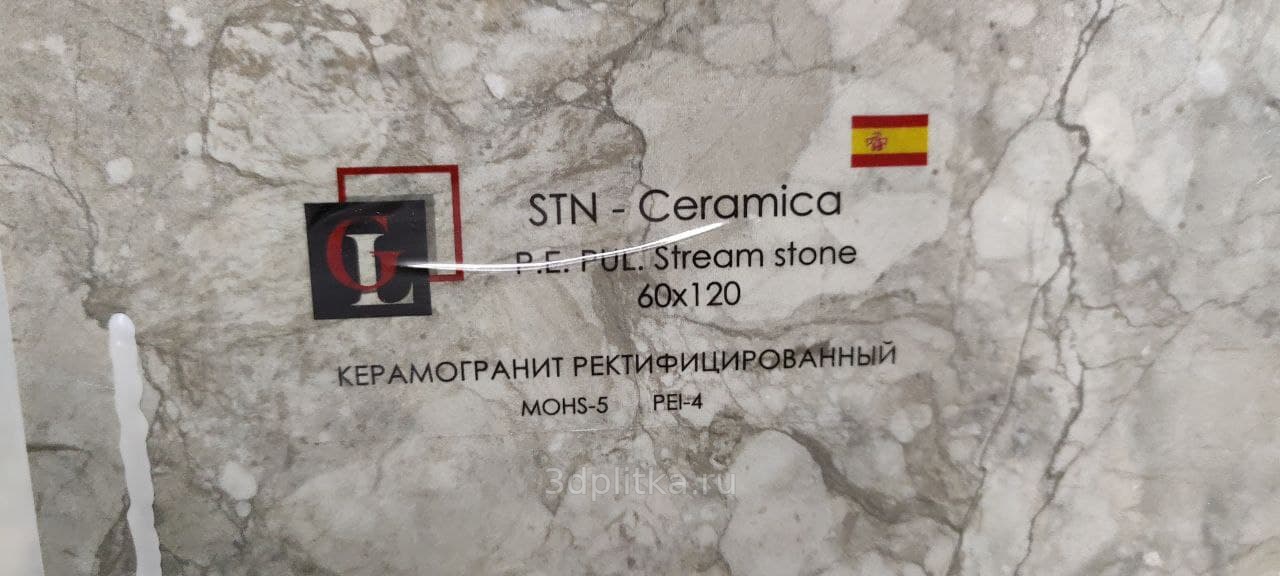 GL
STN - Ceramica
P.E. PUL. Stream stone
60x120
КЕРАМОГРАНИТ РЕКТИФИЦИРОВАННЫЙ
MOHS-5 PEI-4
3dplitka.ru